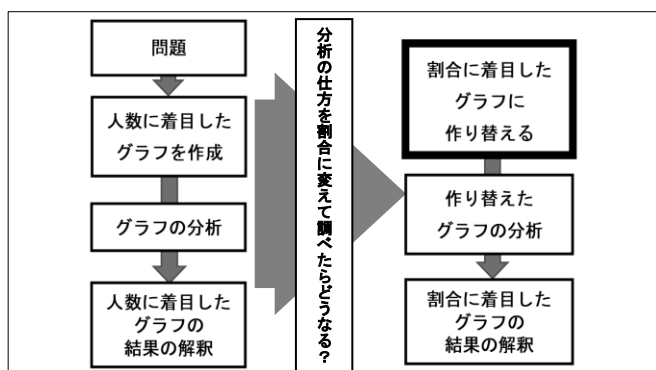 問題
人数に着目した
グラフを作成
グラフの分析
人数に着目した
グラフの
結果の解釈
分析の仕方を割合に変えて調べたらどうなる？
割合に着目した
グラフに
作り替える
作り替えた
グラフの分析
割合に着目した
グラフの
結果の解釈